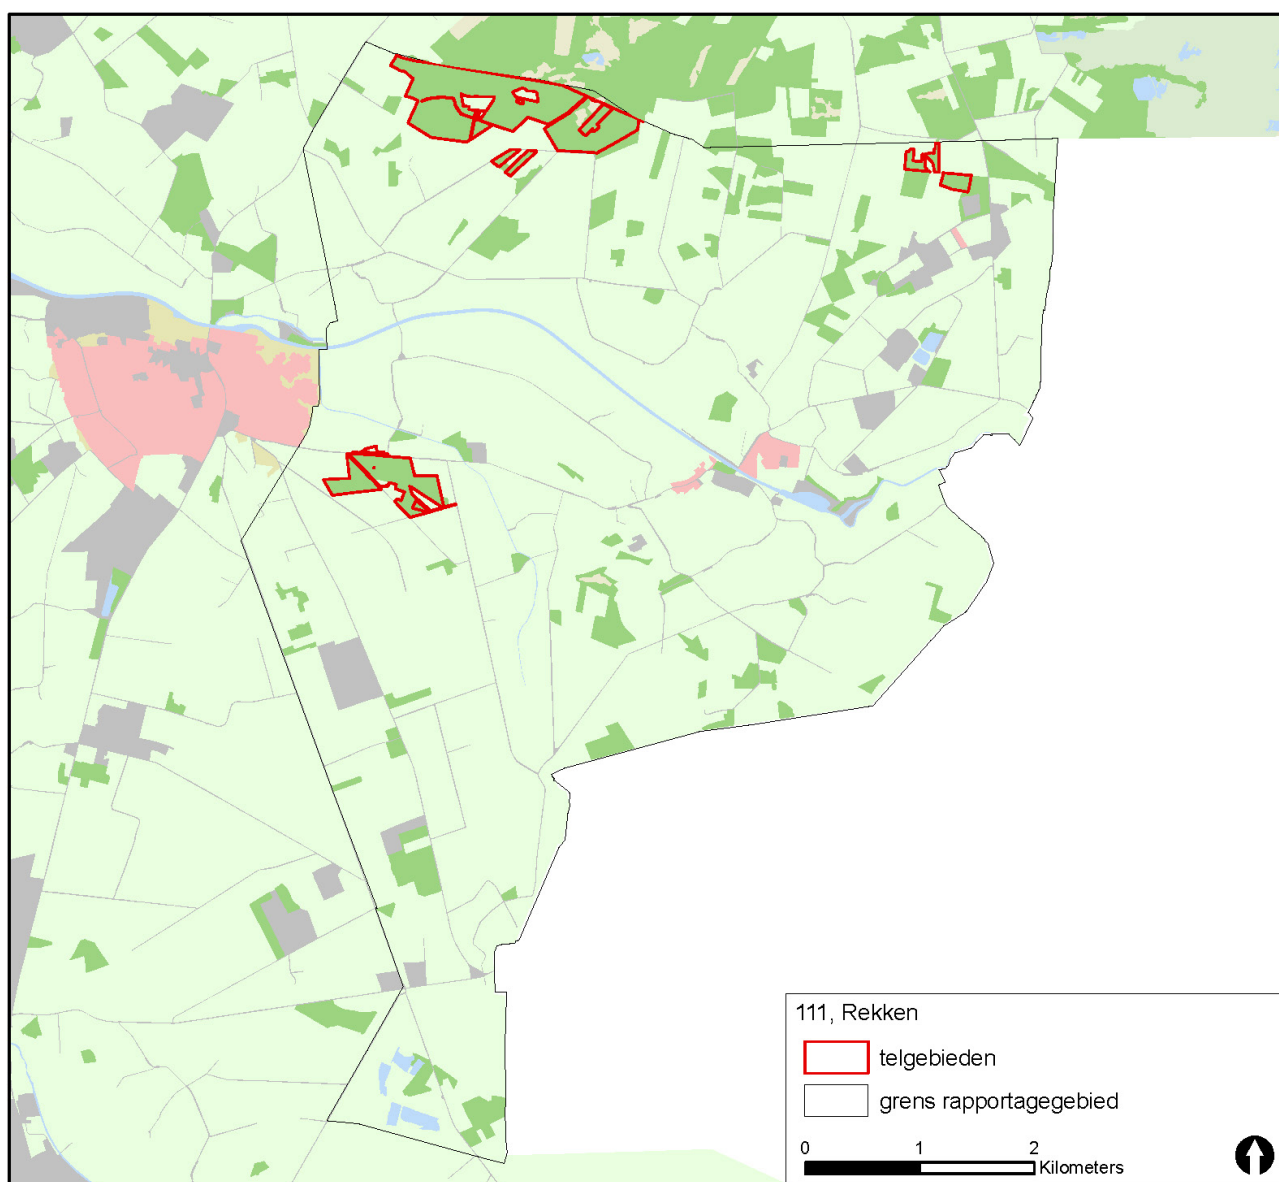 111, Rekken
telgebieden
grens rapportagegebied
0 1 2
Kilometers